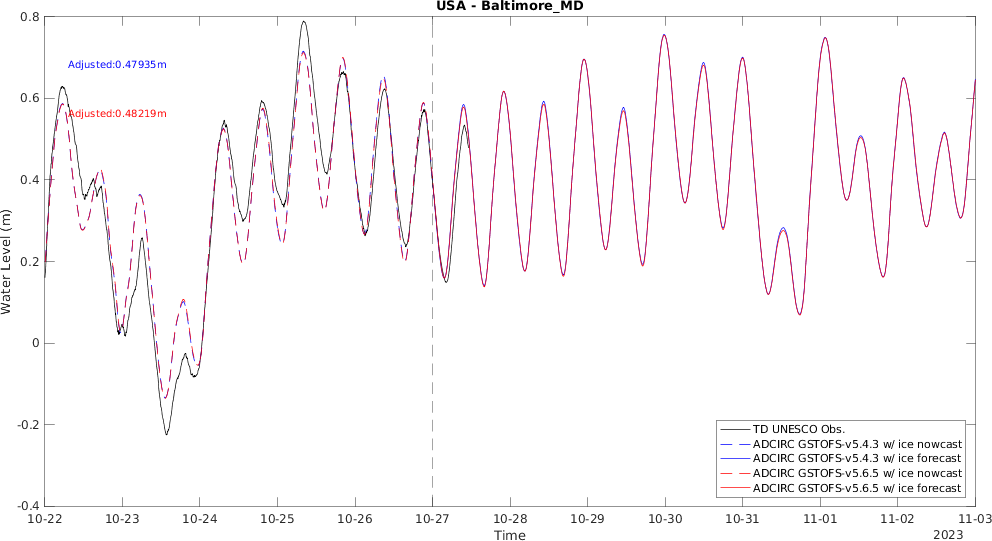 USA - Baltimore_MD
0.8
0.6
0.4
0.2
0
-0.2
-0.4
Water Level (m)
Adjusted:0.47935m
Adjusted:0.48219m
TD UNESCO Obs.
ADCIRC GSTOFS-v5.4.3 w/ ice nowcast
ADCIRC GSTOFS-v5.4.3 w/ ice forecast
ADCIRC GSTOFS-v5.6.5 w/ ice nowcast
ADCIRC GSTOFS-v5.6.5 w/ ice forecast
10-22 10-23 10-24 10-25 10-26 10-27 10-28 10-29 10-30 10-31 11-01 11-02 11-03
Time
2023